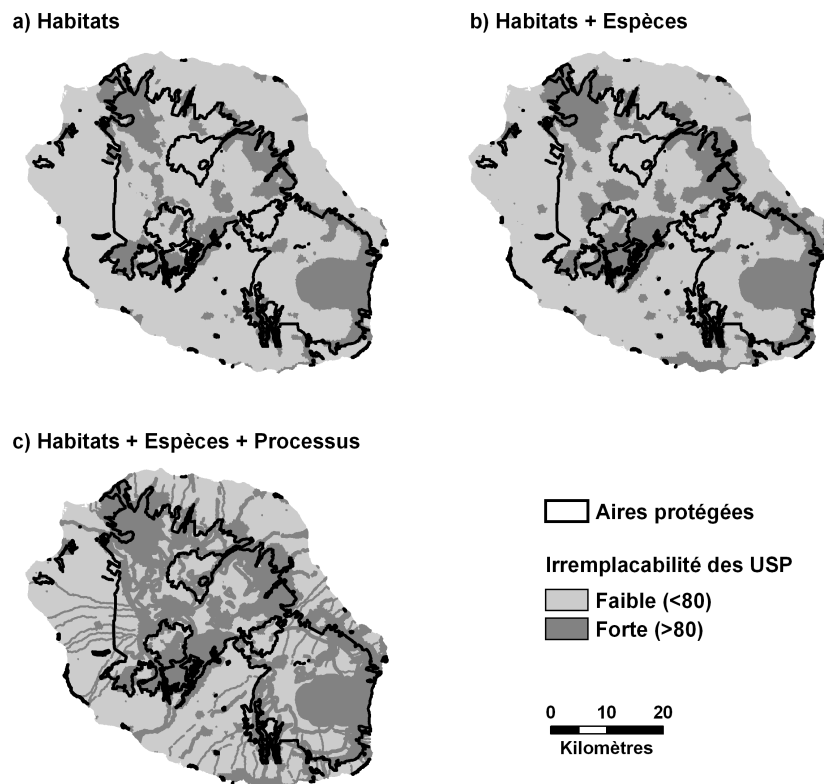 a) Habitats
b) Habitats + Espèces
c) Habitats + Espèces + Processus
Aires protégées
Irremplacabilité des USP
Faible (<80)
Forte (>80)
0 10 20
Kilomètres